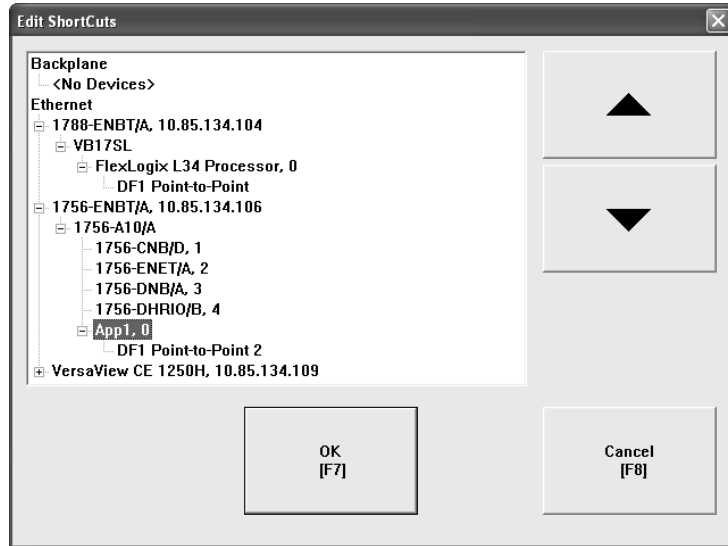 Edit ShortCuts
Backplane
<No Devices>
Ethernet
1788-ENBT/A, 10.85.134.104
VB17SL
FlexLogix L34 Processor, 0
DF1 Point-to-Point
1756-ENBT/A, 10.85.134.106
1756-A10/A
1756-CNB/D, 1
1756-ENET/A, 2
1756-DNB/A, 3
1756-DHRIO/B, 4
App1, 0
DF1 Point-to-Point 2
VersaView CE 1250H, 10.85.134.109
OK
[F7]
Cancel
[F8]